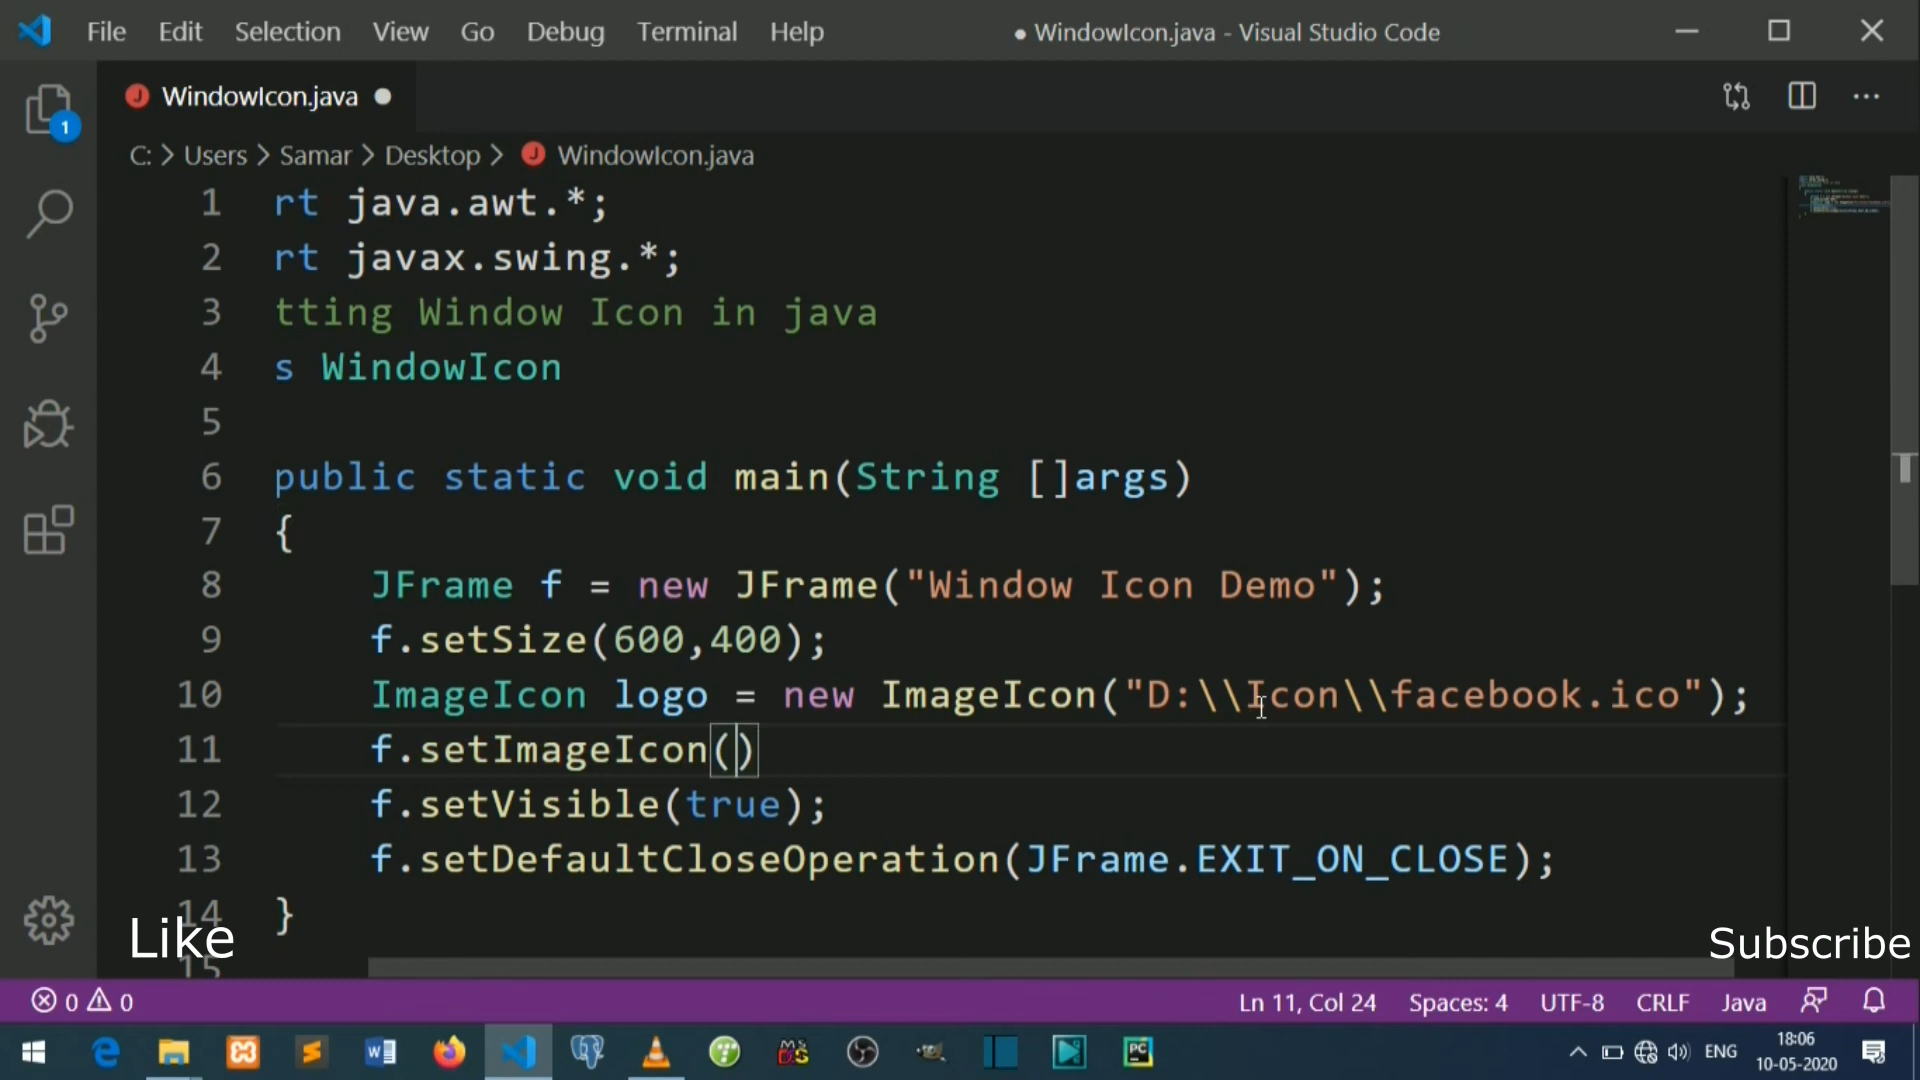 File Edit Selection View Go Debug Terminal Help ● WindowIcon.java - Visual Studio Code
J WindowIcon.java ●
1
C: > Users > Samar > Desktop > J WindowIcon.java
1 rt java.awt.*;
2 rt javax.swing.*;
3 tting Window Icon in java
4 s WindowIcon
5
6 public static void main(String []args)
7 {
8 JFrame f = new JFrame("Window Icon Demo");
9 f.setSize(600,400);
10 ImageIcon logo = new ImageIcon("D:\\Icon\\facebook.ico");
11 f.setImageIcon()
12 f.setVisible(true);
13 f.setDefaultCloseOperation(JFrame.EXIT_ON_CLOSE);
14 }
Like
Subscribe
15
0 0 Ln 11, Col 24 Spaces: 4 UTF-8 CRLF Java
ENG 18:06
10-05-2020